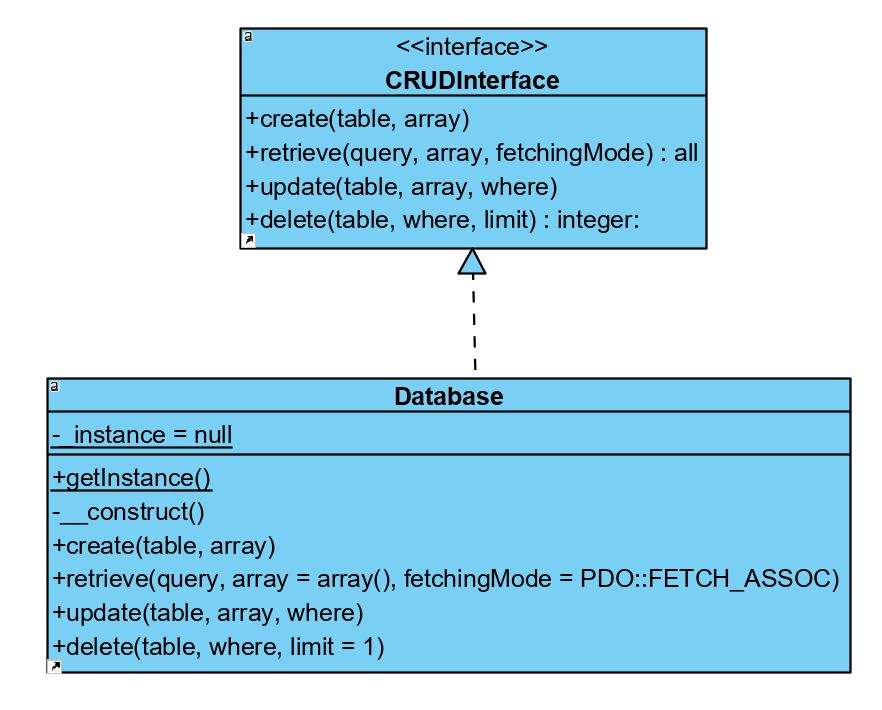 a
<<interface>>
CRUDInterface
+create(table, array)
+retrieve(query, array, fetchingMode) : all
+update(table, array, where)
+delete(table, where, limit) : integer:
a
Database
-_instance = null
+getInstance()
-__construct()
+create(table, array)
+retrieve(query, array = array(), fetchingMode = PDO::FETCH_ASSOC)
+update(table, array, where)
+delete(table, where, limit = 1)